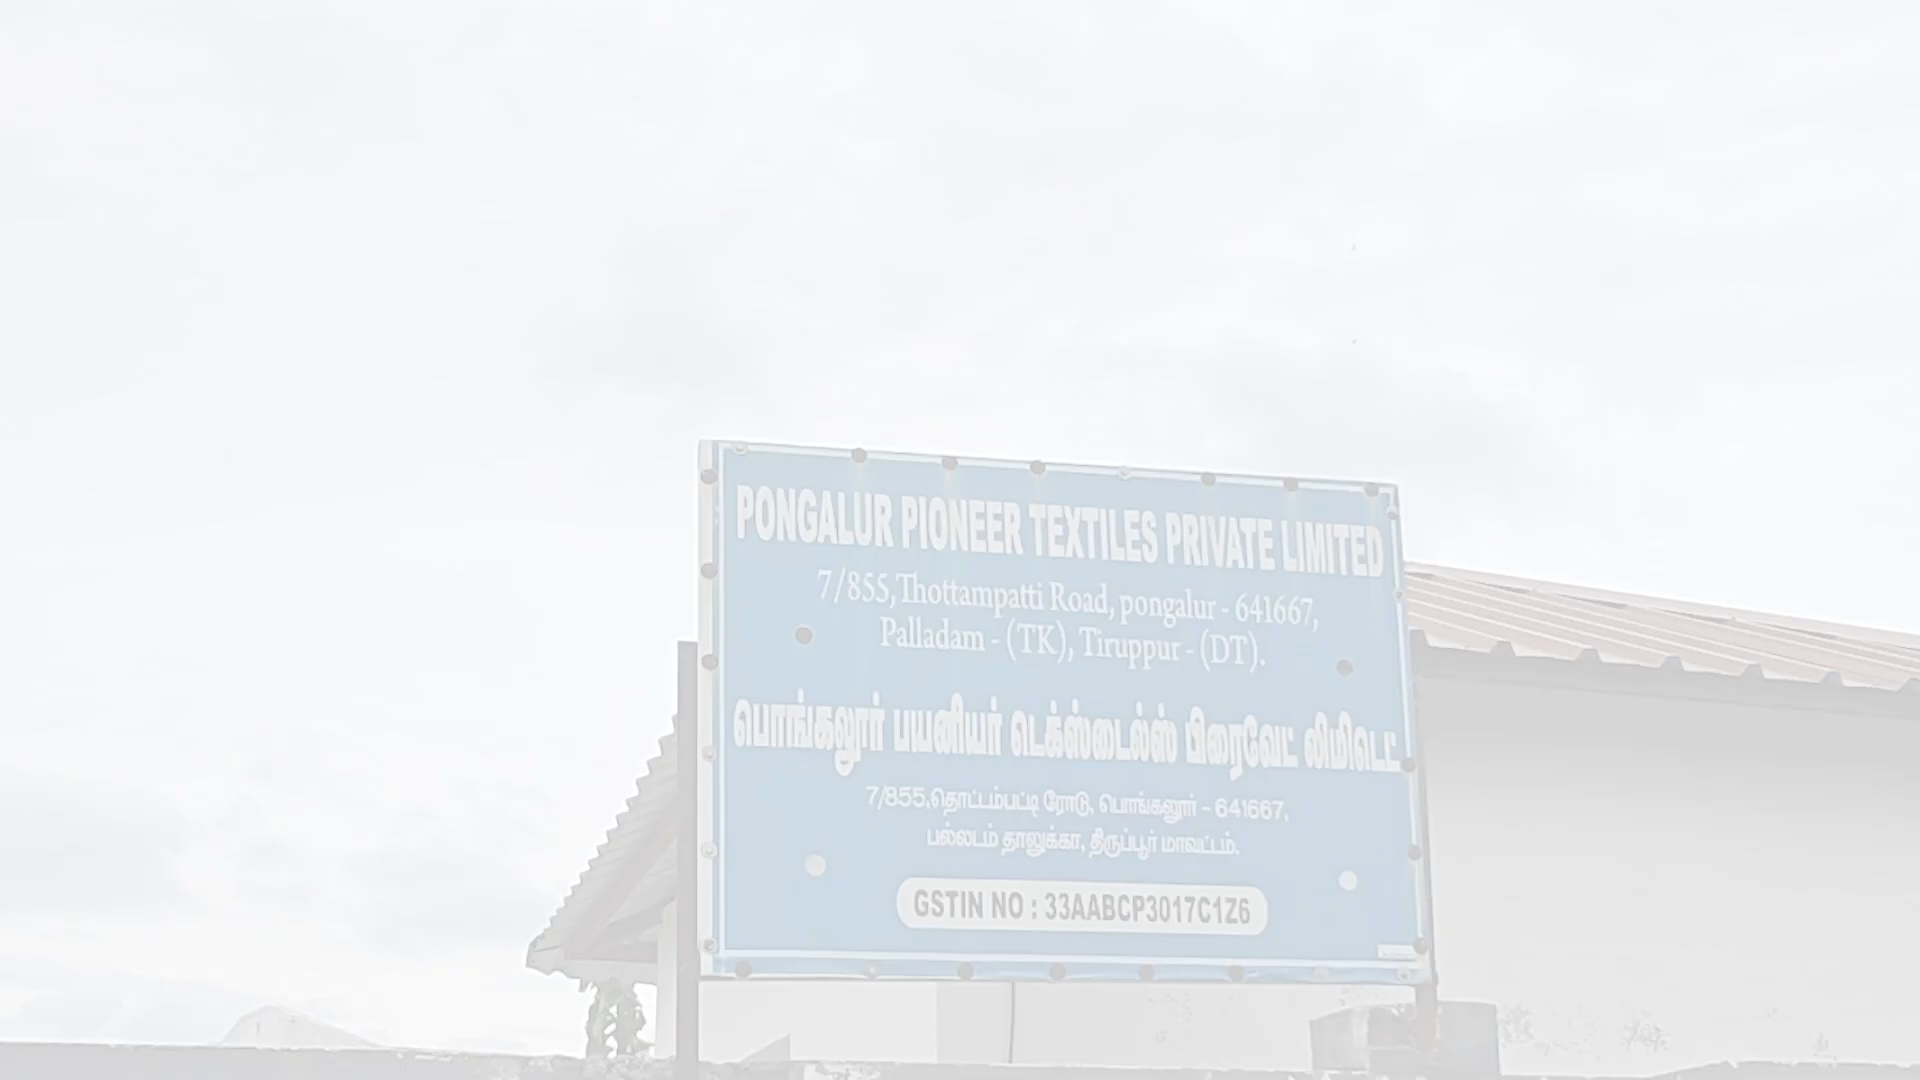 PONGALUR PIONEER TEXTILES PRIVATE LIMITED
7/855,Thottampatti Road, pongalur - 641667,
Palladam - (TK), Tiruppur - (DT).
பொங்கலூர் பயனியர் டெக்ஸ்டைல்ஸ் பிரைவேட் லிமிடெட்
7/855,தொட்டம்பட்டி ரோடு, பொங்கலூர் - 641667,
பல்லடம் தாலுக்கா, திருப்பூர் மாவட்டம்.
GSTIN NO : 33AABCP3017C1Z6